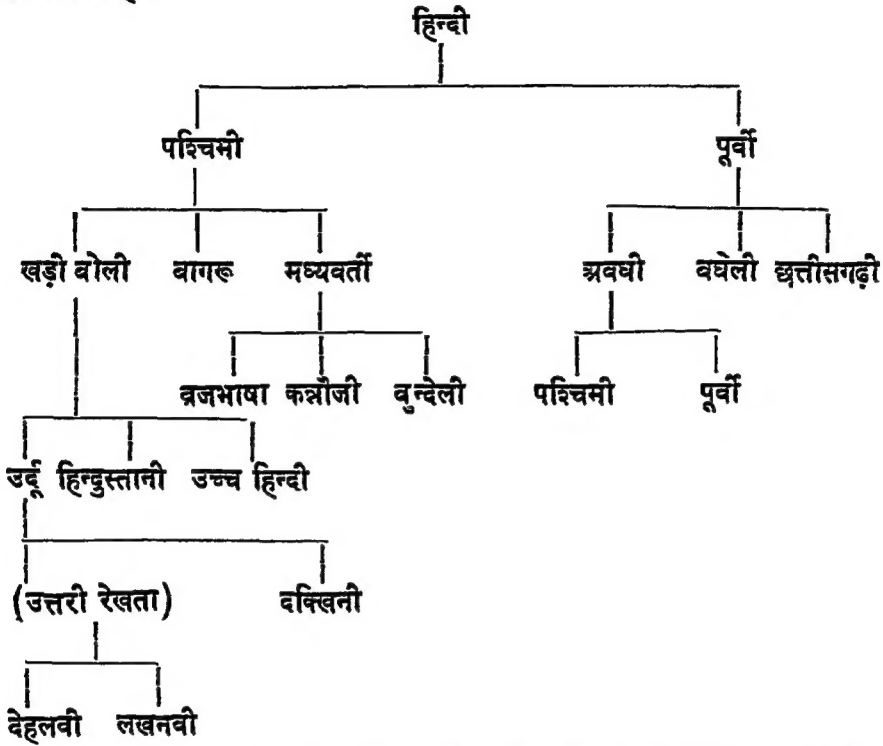 हिन्दी
पश्चिमी पूर्वी
खड़ी बोली बागरू मध्यवर्ती अवधी वघेली छत्तीसगढ़ी
व्रजभाषा कन्नौजी वुन्देली पश्चिमी पूर्वी
उर्दू हिन्दुस्तानी उच्च हिन्दी
(उत्तरी रेखता) दक्खिनी
देहलवी लखनवी